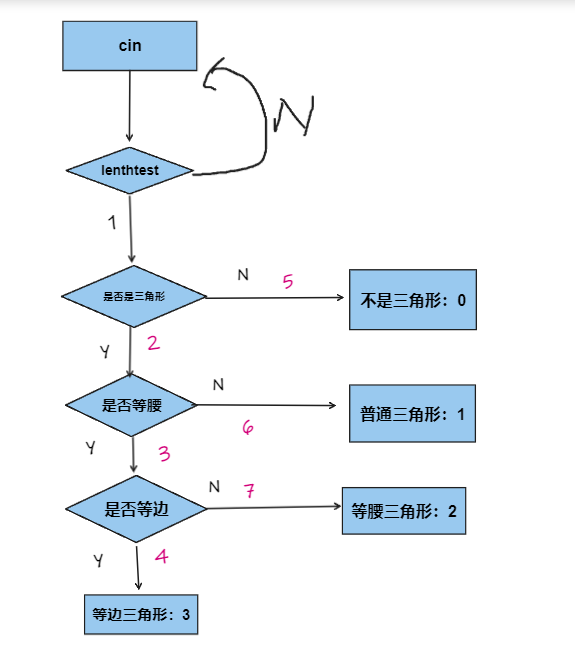 cin
N
lenthtest
1
N
5
是否是三角形
不是三角形：0
Y
2
N
是否等腰
普通三角形：1
6
Y
3
N
7
是否等边
等腰三角形：2
Y
4
等边三角形：3